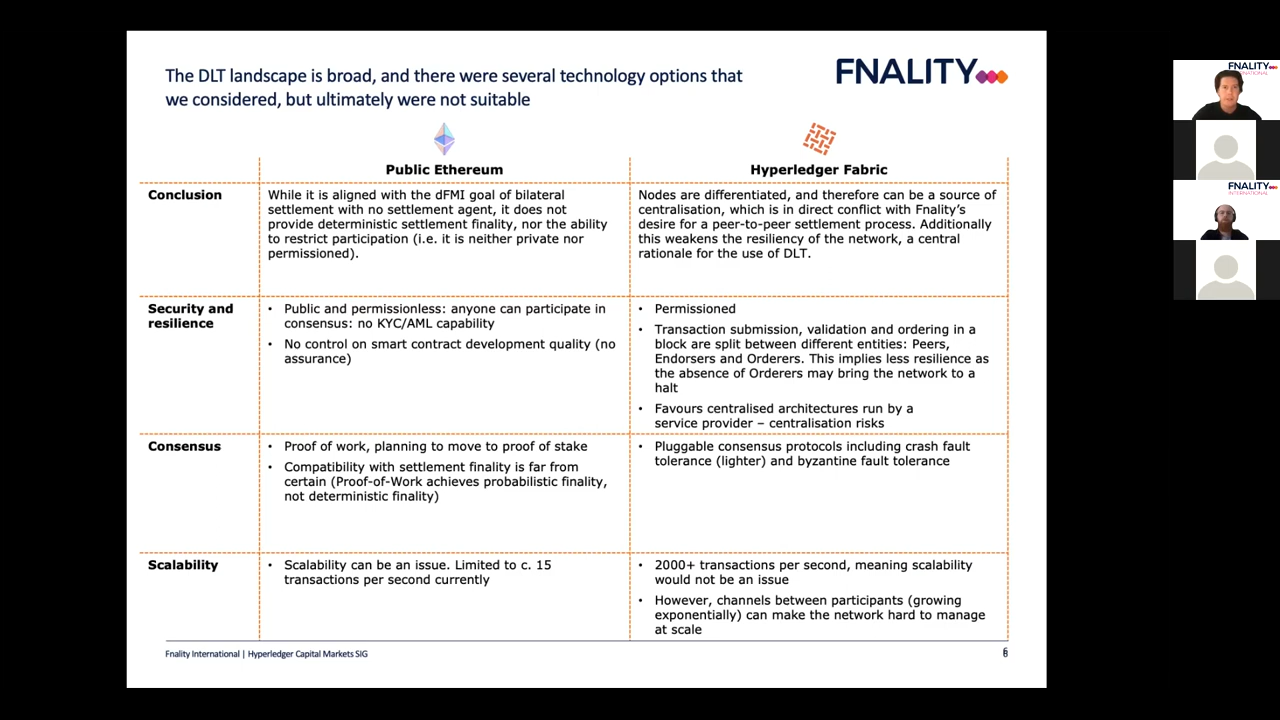 The DLT landscape is broad, and there were several technology options that
we considered, but ultimately were not suitable
FNALITY
Public Ethereum
Hyperledger Fabric
Conclusion
While it is aligned with the dFMI goal of bilateral
settlement with no settlement agent, it does not
provide deterministic settlement finality, nor the ability
to restrict participation (i.e. it is neither private nor
permissioned).
Nodes are differentiated, and therefore can be a source of
centralisation, which is in direct conflict with Fnality's
desire for a peer-to-peer settlement process. Additionally
this weakens the resiliency of the network, a central
rationale for the use of DLT.
Security and
resilience
• Public and permissionless: anyone can participate in
consensus: no KYC/AML capability
• No control on smart contract development quality (no
assurance)
• Permissioned
• Transaction submission, validation and ordering in a
block are split between different entities: Peers,
Endorsers and Orderers. This implies less resilience as
the absence of Orderers may bring the network to a
halt
• Favours centralised architectures run by a
service provider – centralisation risks
Consensus
• Proof of work, planning to move to proof of stake
• Compatibility with settlement finality is far from
certain (Proof-of-Work achieves probabilistic finality,
not deterministic finality)
• Pluggable consensus protocols including crash fault
tolerance (lighter) and byzantine fault tolerance
Scalability
• Scalability can be an issue. Limited to c. 15
transactions per second currently
• 2000+ transactions per second, meaning scalability
would not be an issue
• However, channels between participants (growing
exponentially) can make the network hard to manage
at scale
Fnality International | Hyperledger Capital Markets SIG
FNALITY
FNALITY
INTERNATIONAL